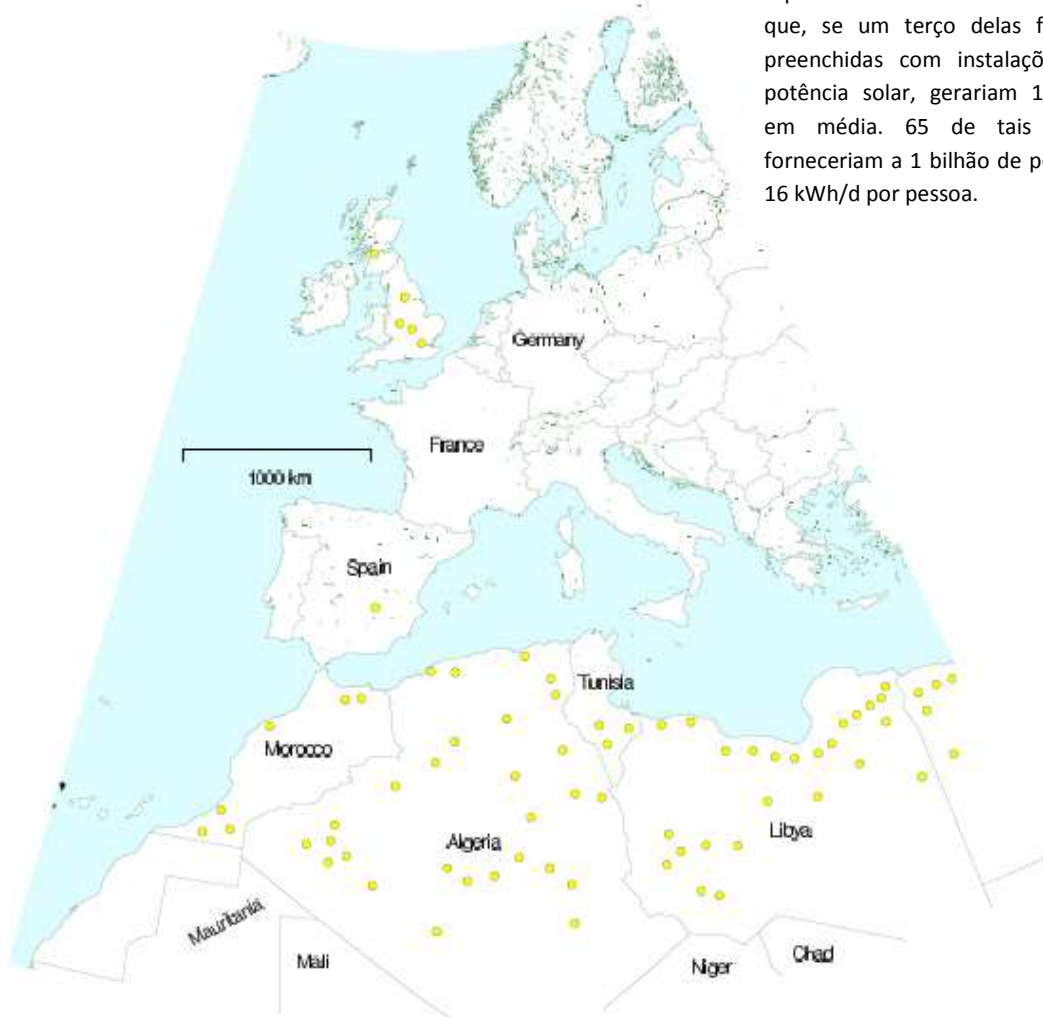 que, se um terço delas f
preenchidas com instalaçõ
potência solar, gerariam 1
em média. 65 de tais
forneceriam a 1 bilhão de p
16 kWh/d por pessoa.
Germany
France
1000 km
Spain
Tunisia
Morocco
Algeria
Libya
Mauritania
Mali
Niger
Chad